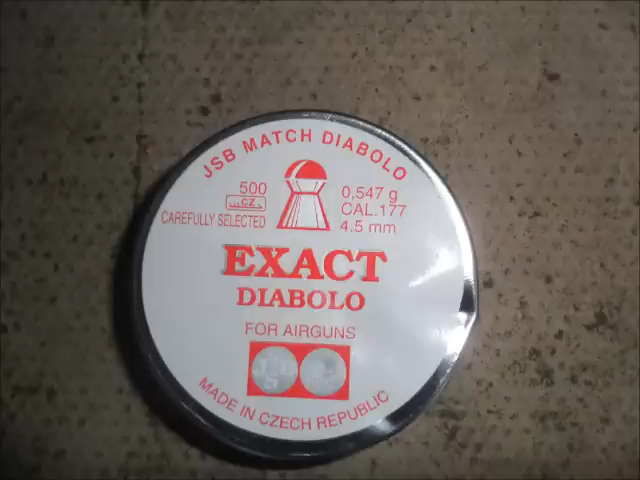 JSB MATCH DIABOLO
500
CZ
CAREFULLY SELECTED
0,547 g
CAL.177
4.5 mm
EXACT
DIABOLO
FOR AIRGUNS
MADE IN CZECH REPUBLIC